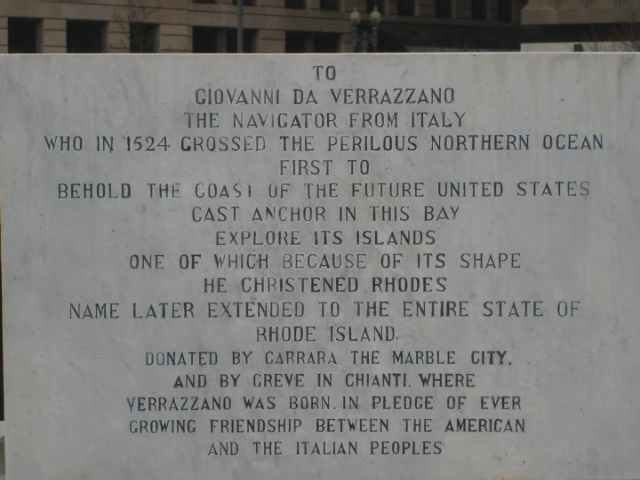 TO
GIOVANNI DA VERRAZZANO
THE NAVIGATOR FROM ITALY
WHO IN 1524 CROSSED THE PERILOUS NORTHERN OCEAN
FIRST TO
BEHOLD THE COAST OF THE FUTURE UNITED STATES
CAST ANCHOR IN THIS BAY
EXPLORE ITS ISLANDS
ONE OF WHICH BECAUSE OF ITS SHAPE
HE CHRISTENED RHODES
NAME LATER EXTENDED TO THE ENTIRE STATE OF
RHODE ISLAND.
DONATED BY CARRARA. THE MARBLE CITY,
AND BY GREVE IN CHIANTI. WHERE
VERRAZZANO WAS BORN. IN PLEDGE OF EVER
GROWING FRIENDSHIP BETWEEN THE AMERICAN
AND THE ITALIAN PEOPLES